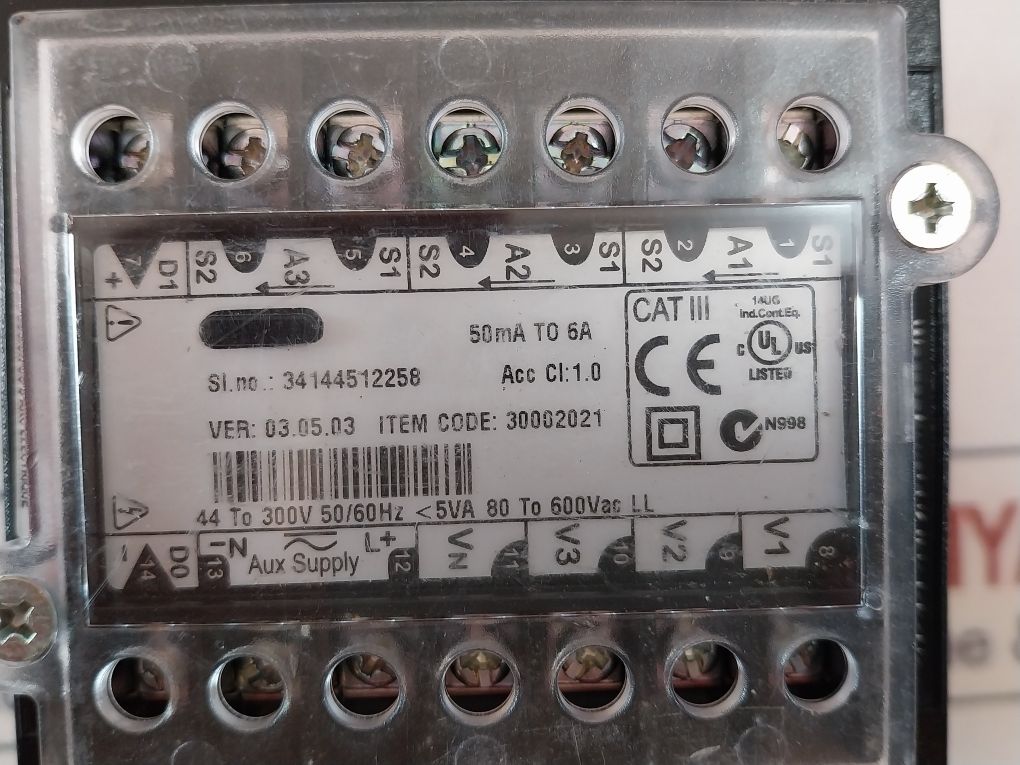 + 7 D1 S2 6 A3 5 S1 S2 4 A2 3 S1 S2 2 A1 1 S1
CAT III
14UG
Ind.Cont.Eq.
C UL US
LISTED
CE
N998
50mA TO 6A
Sl.no.: 34144512258 Acc Cl:1.0
VER: 03.05.03 ITEM CODE: 30002021
44 To 300V 50/60Hz <5VA 80 To 600Vac LL
- 14 D0 13 -N L+ 12 VN 11 V3 10 V2 9 V1 8
Aux Supply